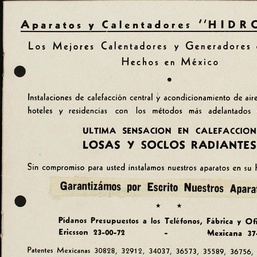 Aparatos y Calentadores "HIDRO
Los Mejores Calentadores y Generadores
Hechos en México
Instalaciones de calefacción central y acondicionamiento de aire
hoteles y residencias con los métodos más adelantados
ULTIMA SENSACION EN CALEFACCION
LOSAS Y SOCLOS RADIANTES
Sin compromiso para usted instalamos nuestros aparatos en su
Garantizámos por Escrito Nuestros Aparat
Pídanos Presupuestos a los Teléfonos, Fábrica y Ofi
Ericsson 23-00-72 - Mexicana 37-
Patentes Mexicanas 30828, 32912, 34037, 36573, 35589, 36756,